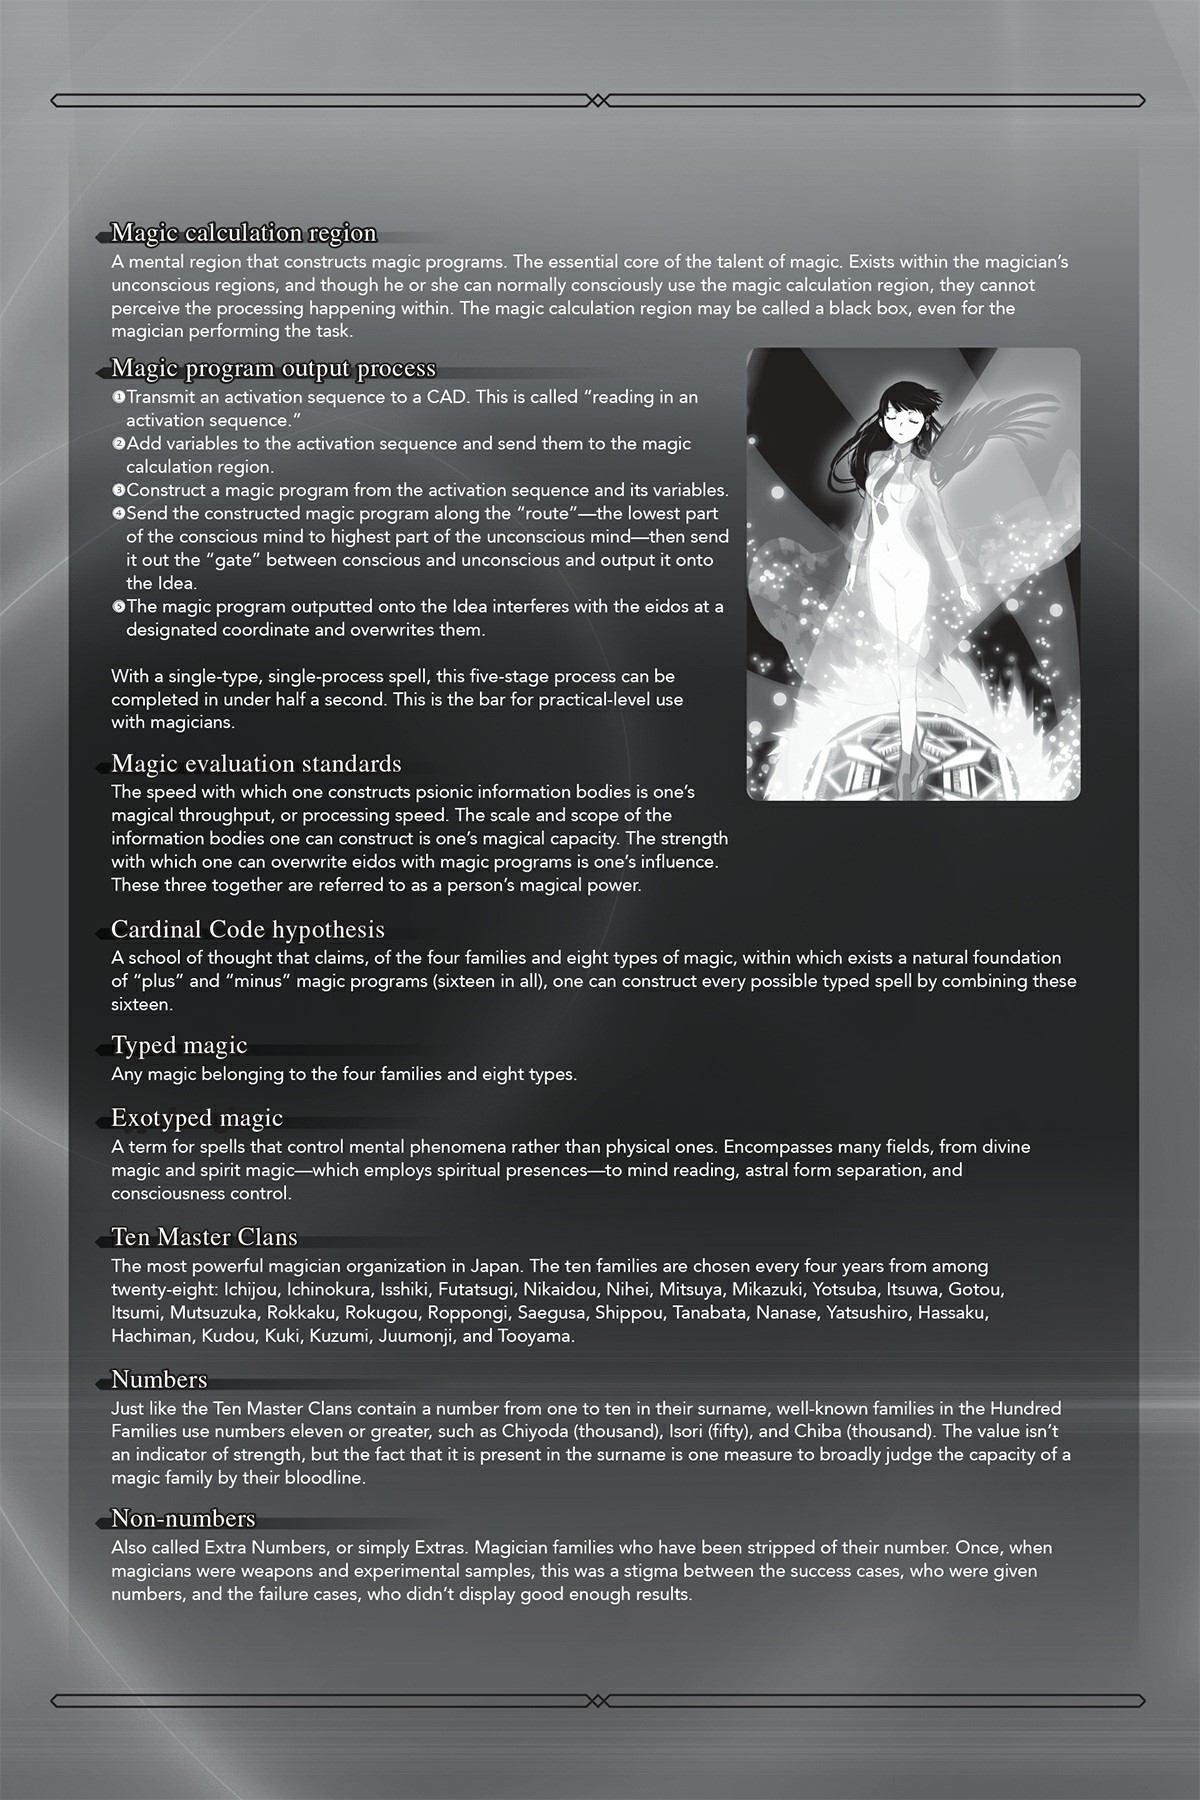 Magic calculation region
A mental region that constructs magic programs. The essential core of the talent of magic. Exists within the magician's
unconscious regions, and though he or she can normally consciously use the magic calculation region, they cannot
perceive the processing happening within. The magic calculation region may be called a black box, even for the
magician performing the task.
Magic program output process
❶Transmit an activation sequence to a CAD. This is called “reading in an
activation sequence.”
❷Add variables to the activation sequence and send them to the magic
calculation region.
❸Construct a magic program from the activation sequence and its variables.
❹Send the constructed magic program along the “route”—the lowest part
of the conscious mind to highest part of the unconscious mind—then send
it out the “gate” between conscious and unconscious and output it onto
the Idea.
❺The magic program outputted onto the Idea interferes with the eidos at a
designated coordinate and overwrites them.
With a single-type, single-process spell, this five-stage process can be
completed in under half a second. This is the bar for practical-level use
with magicians.
Magic evaluation standards
The speed with which one constructs psionic information bodies is one's
magical throughput, or processing speed. The scale and scope of the
information bodies one can construct is one's magical capacity. The strength
with which one can overwrite eidos with magic programs is one's influence.
These three together are referred to as a person's magical power.
Cardinal Code hypothesis
A school of thought that claims, of the four families and eight types of magic, within which exists a natural foundation
of “plus” and “minus” magic programs (sixteen in all), one can construct every possible typed spell by combining these
sixteen.
Typed magic
Any magic belonging to the four families and eight types.
Exotyped magic
A term for spells that control mental phenomena rather than physical ones. Encompasses many fields, from divine
magic and spirit magic—which employs spiritual presences—to mind reading, astral form separation, and
consciousness control.
Ten Master Clans
The most powerful magician organization in Japan. The ten families are chosen every four years from among
twenty-eight: Ichijou, Ichinokura, Isshiki, Futatsugi, Nikaidou, Nihei, Mitsuya, Mikazuki, Yotsuba, Itsuwa, Gotou,
Itsumi, Mutsuzuka, Rokkaku, Rokugou, Roppongi, Saegusa, Shippou, Tanabata, Nanase, Yatsushiro, Hassaku,
Hachiman, Kudou, Kuki, Kuzumi, Juumonji, and Tooyama.
Numbers
Just like the Ten Master Clans contain a number from one to ten in their surname, well-known families in the Hundred
Families use numbers eleven or greater, such as Chiyoda (thousand), Isori (fifty), and Chiba (thousand). The value isn't
an indicator of strength, but the fact that it is present in the surname is one measure to broadly judge the capacity of a
magic family by their bloodline.
Non-numbers
Also called Extra Numbers, or simply Extras. Magician families who have been stripped of their number. Once, when
magicians were weapons and experimental samples, this was a stigma between the success cases, who were given
numbers, and the failure cases, who didn't display good enough results.